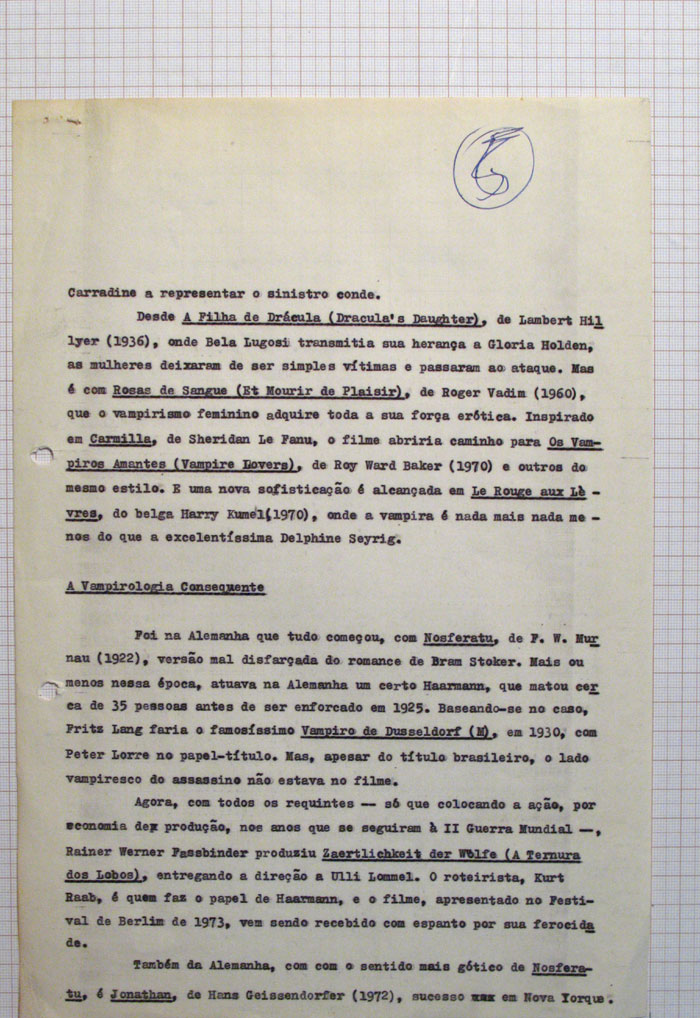 Carradine a representar o sinistro conde.
Desde A Filha de Drácula (Dracula's Daughter), de Lambert Hil
lyer (1936), onde Bela Lugosi transmitia sua herança a Gloria Holden,
as mulheres deixaram de ser simples vítimas e passaram ao ataque. Mas
é com Rosas de Sangue (Et Mourir de Plaisir), de Roger Vadim (1960),
que o vampirismo feminino adquire toda a sua força erótica. Inspirado
em Carmilla, de Sheridan Le Fanu, o filme abriria caminho para Os Vam-
piros Amantes (Vampire Lovers), de Roy Ward Baker (1970) e outros do
mesmo estilo. E uma nova sofisticação é alcançada em Le Rouge aux Lè -
vres, do belga Harry Kumel(1970), onde a vampira é nada mais nada me -
nos do que a excelentíssima Delphine Seyrig.
A Vampirologia Consequente
Foi na Alemanha que tudo começou, com Nosferatu, de F. W. Mur
nau (1922), versão mal disfarçada do romance de Bram Stoker. Mais ou
menos nessa época, atuava na Alemanha um certo Haarmann, que matou cer
ca de 35 pessoas antes de ser enforcado em 1925. Baseando-se no caso,
Fritz Lang faria o famosíssimo Vampiro de Dusseldorf (M), em 1930, com
Peter Lorre no papel-título. Mas, apesar do título brasileiro, o lado
vampiresco do assassino não estava no filme.
Agora, com todos os requintes — só que colocando a ação, por
economia de produção, nos anos que se seguiram à II Guerra Mundial —,
Rainer Werner Fassbinder produziu Zaertlichkeit der Wölfe (A Ternura
dos Lobos), entregando a direção a Ulli Lommel. O roteirista, Kurt
Raab, é quem faz o papel de Haarmann, e o filme, apresentado no Festi-
val de Berlim de 1973, vem sendo recebido com espanto por sua ferocida
de.
Também da Alemanha, com com o sentido mais gótico de Nosfera-
tu, é Jonathan, de Hans Geissendorfer (1972), sucesso em Nova Iorque.